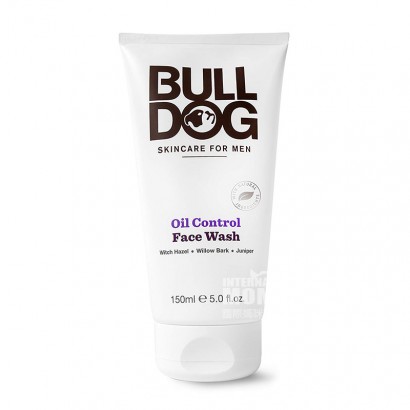 BULL
DOG
SKINCARE FOR MEN
Oil Control
Face Wash
Witch Hazel • Willow Bark • Juniper
150ml ℮ 5.0 fl.oz